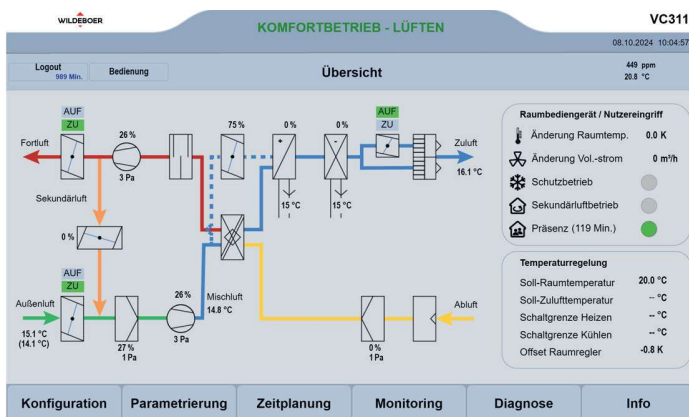 WILDEBOER
KOMFORTBETRIEB - LÜFTEN
VC311
08.10.2024 10:04:57
Logout
989 Min.
Bedienung
Übersicht
449 ppm
20.8 °C
AUF
ZU
Fortluft
26 %
3 Pa
75 %
0 %
0 %
AUF
ZU
Zuluft
16.1 °C
+
-
15 °C
15 °C
Sekundärluft
0 %
AUF
ZU
Außenluft
15.1 °C
(14.1 °C)
27 %
1 Pa
26 %
3 Pa
Mischluft
14.8 °C
0 %
1 Pa
Abluft
Raumbediengerät / Nutzereingriff
Änderung Raumtemp. 0.0 K
Änderung Vol.-strom 0 m³/h
Schutzbetrieb
Sekundärluftbetrieb
Präsenz (119 Min.)
Temperaturregelung
Soll-Raumtemperatur 20.0 °C
Soll-Zulufttemperatur -- °C
Schaltgrenze Heizen -- °C
Schaltgrenze Kühlen -- °C
Offset Raumregler -0.8 K
Konfiguration
Parametrierung
Zeitplanung
Monitoring
Diagnose
Info